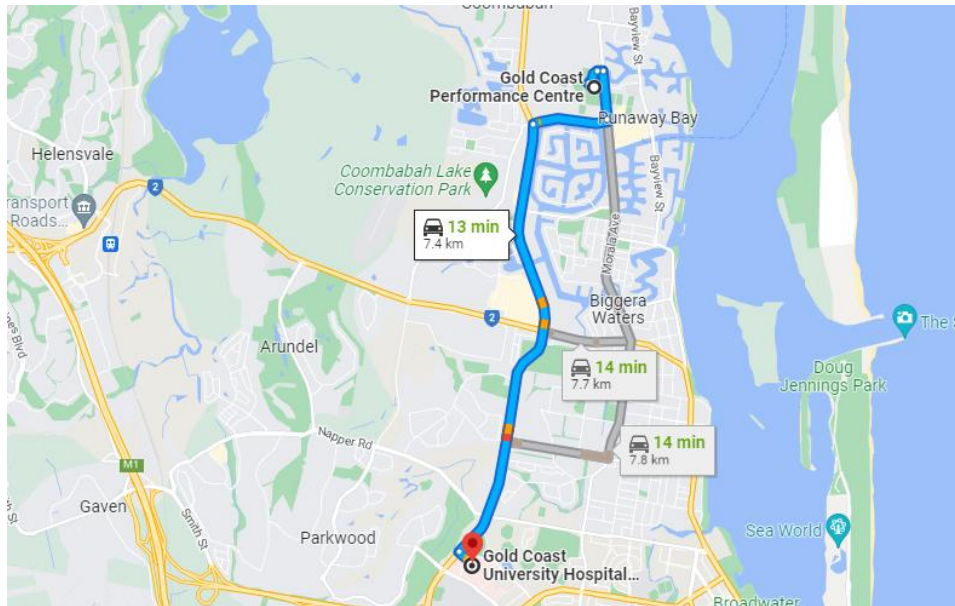 Coombabah
Bayview St
Gold Coast
Performance Centre
Runaway Bay
Helensvale
Coombabah Lake
Conservation Park
2
Transport
Roads...
Bayview St
13 min
7.4 km
Morala Ave
Biggera
Waters
2
The S
Arundel
14 min
7.7 km
Doug
Jennings Park
Napper Rd
14 min
7.8 km
M1
Gaven
Smith St
Parkwood
Sea World
Gold Coast
University Hospital...
Broadwater